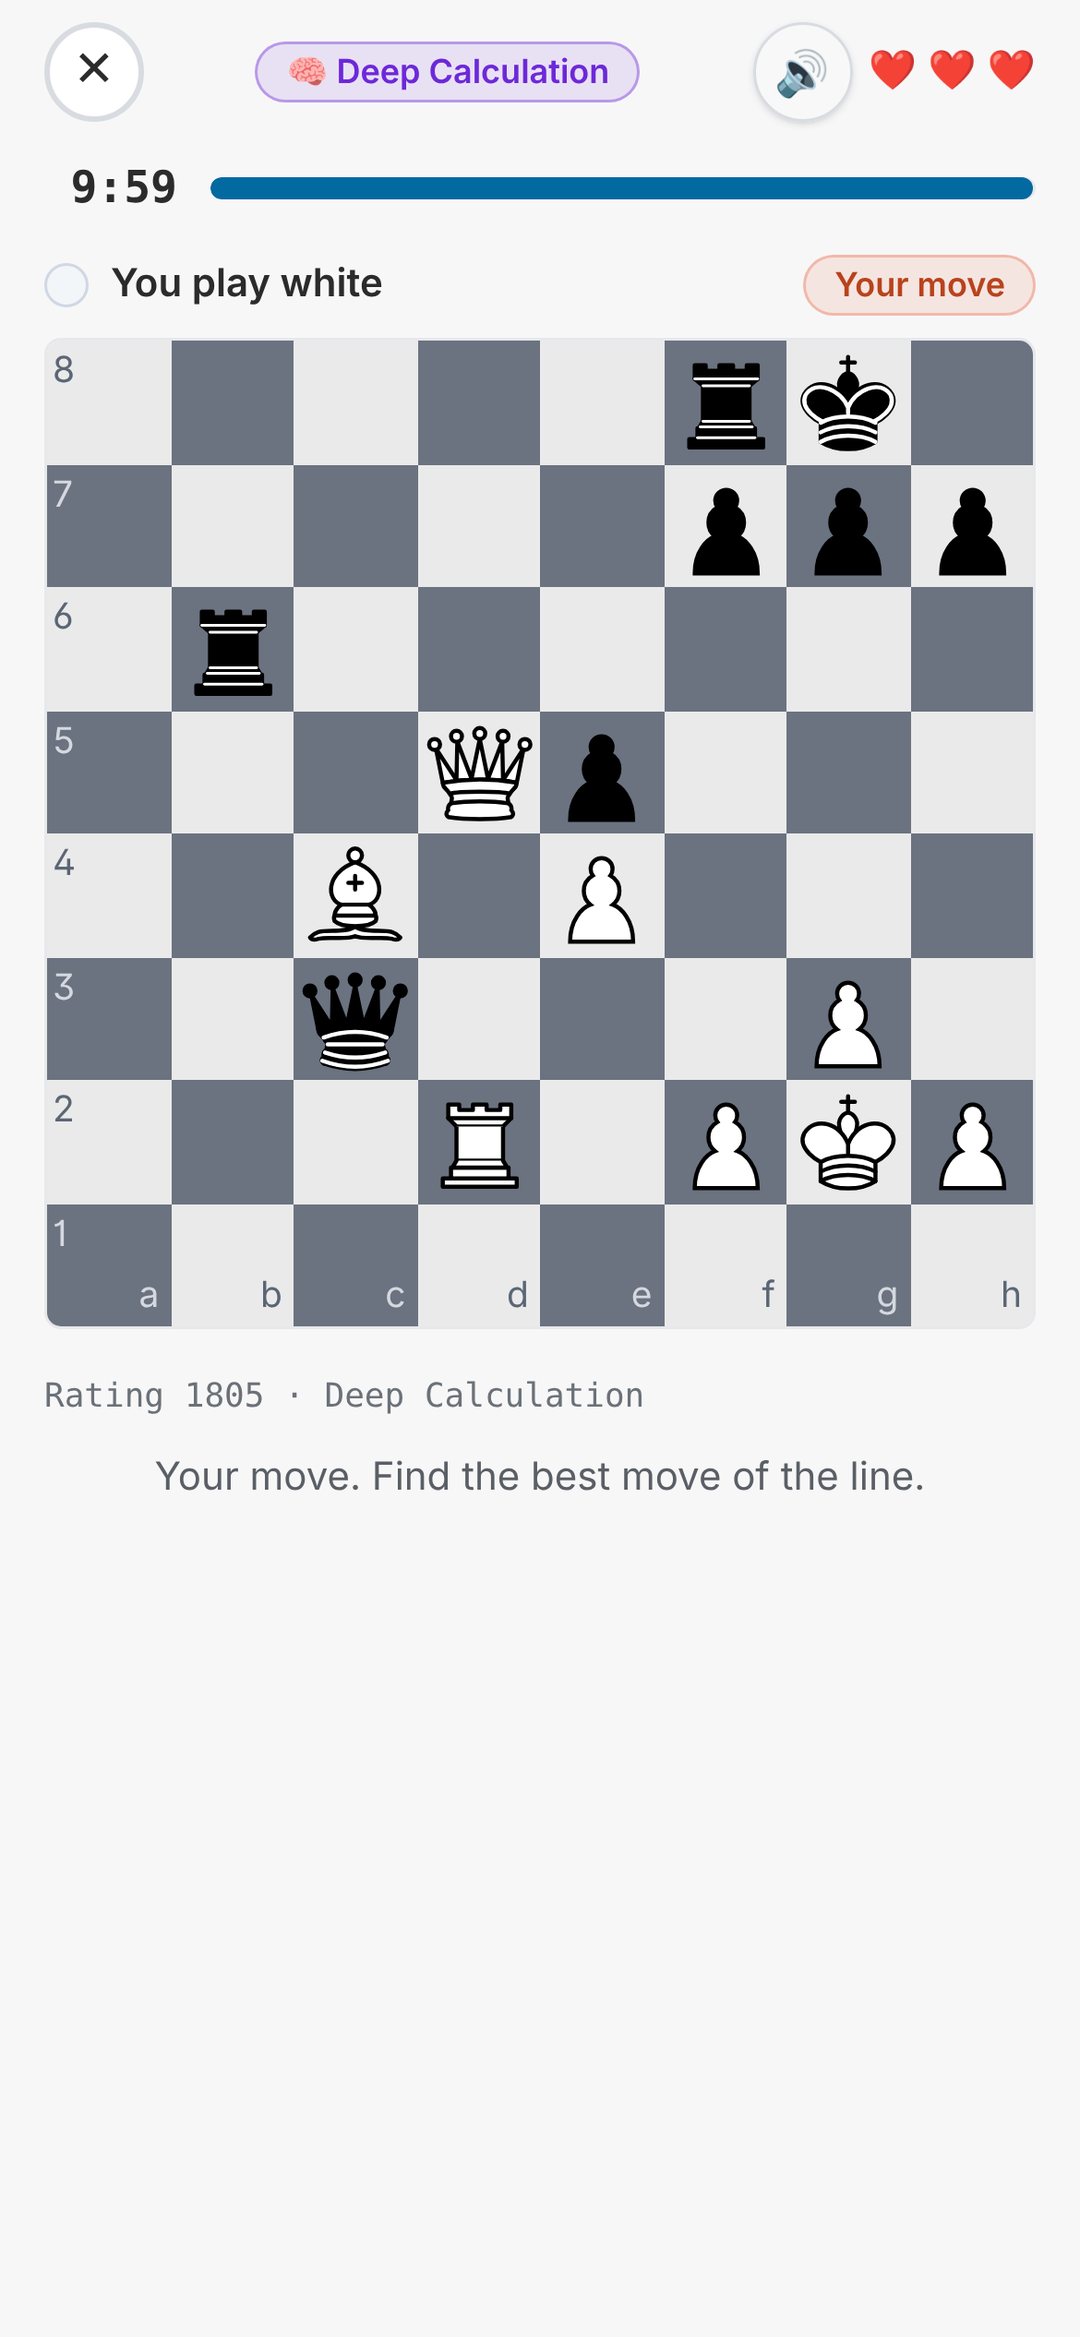 🧠 Deep Calculation
9:59
You play white
Your move
8
7
6
5
4
3
2
1
a b c d e f g h
Rating 1805 · Deep Calculation
Your move. Find the best move of the line.